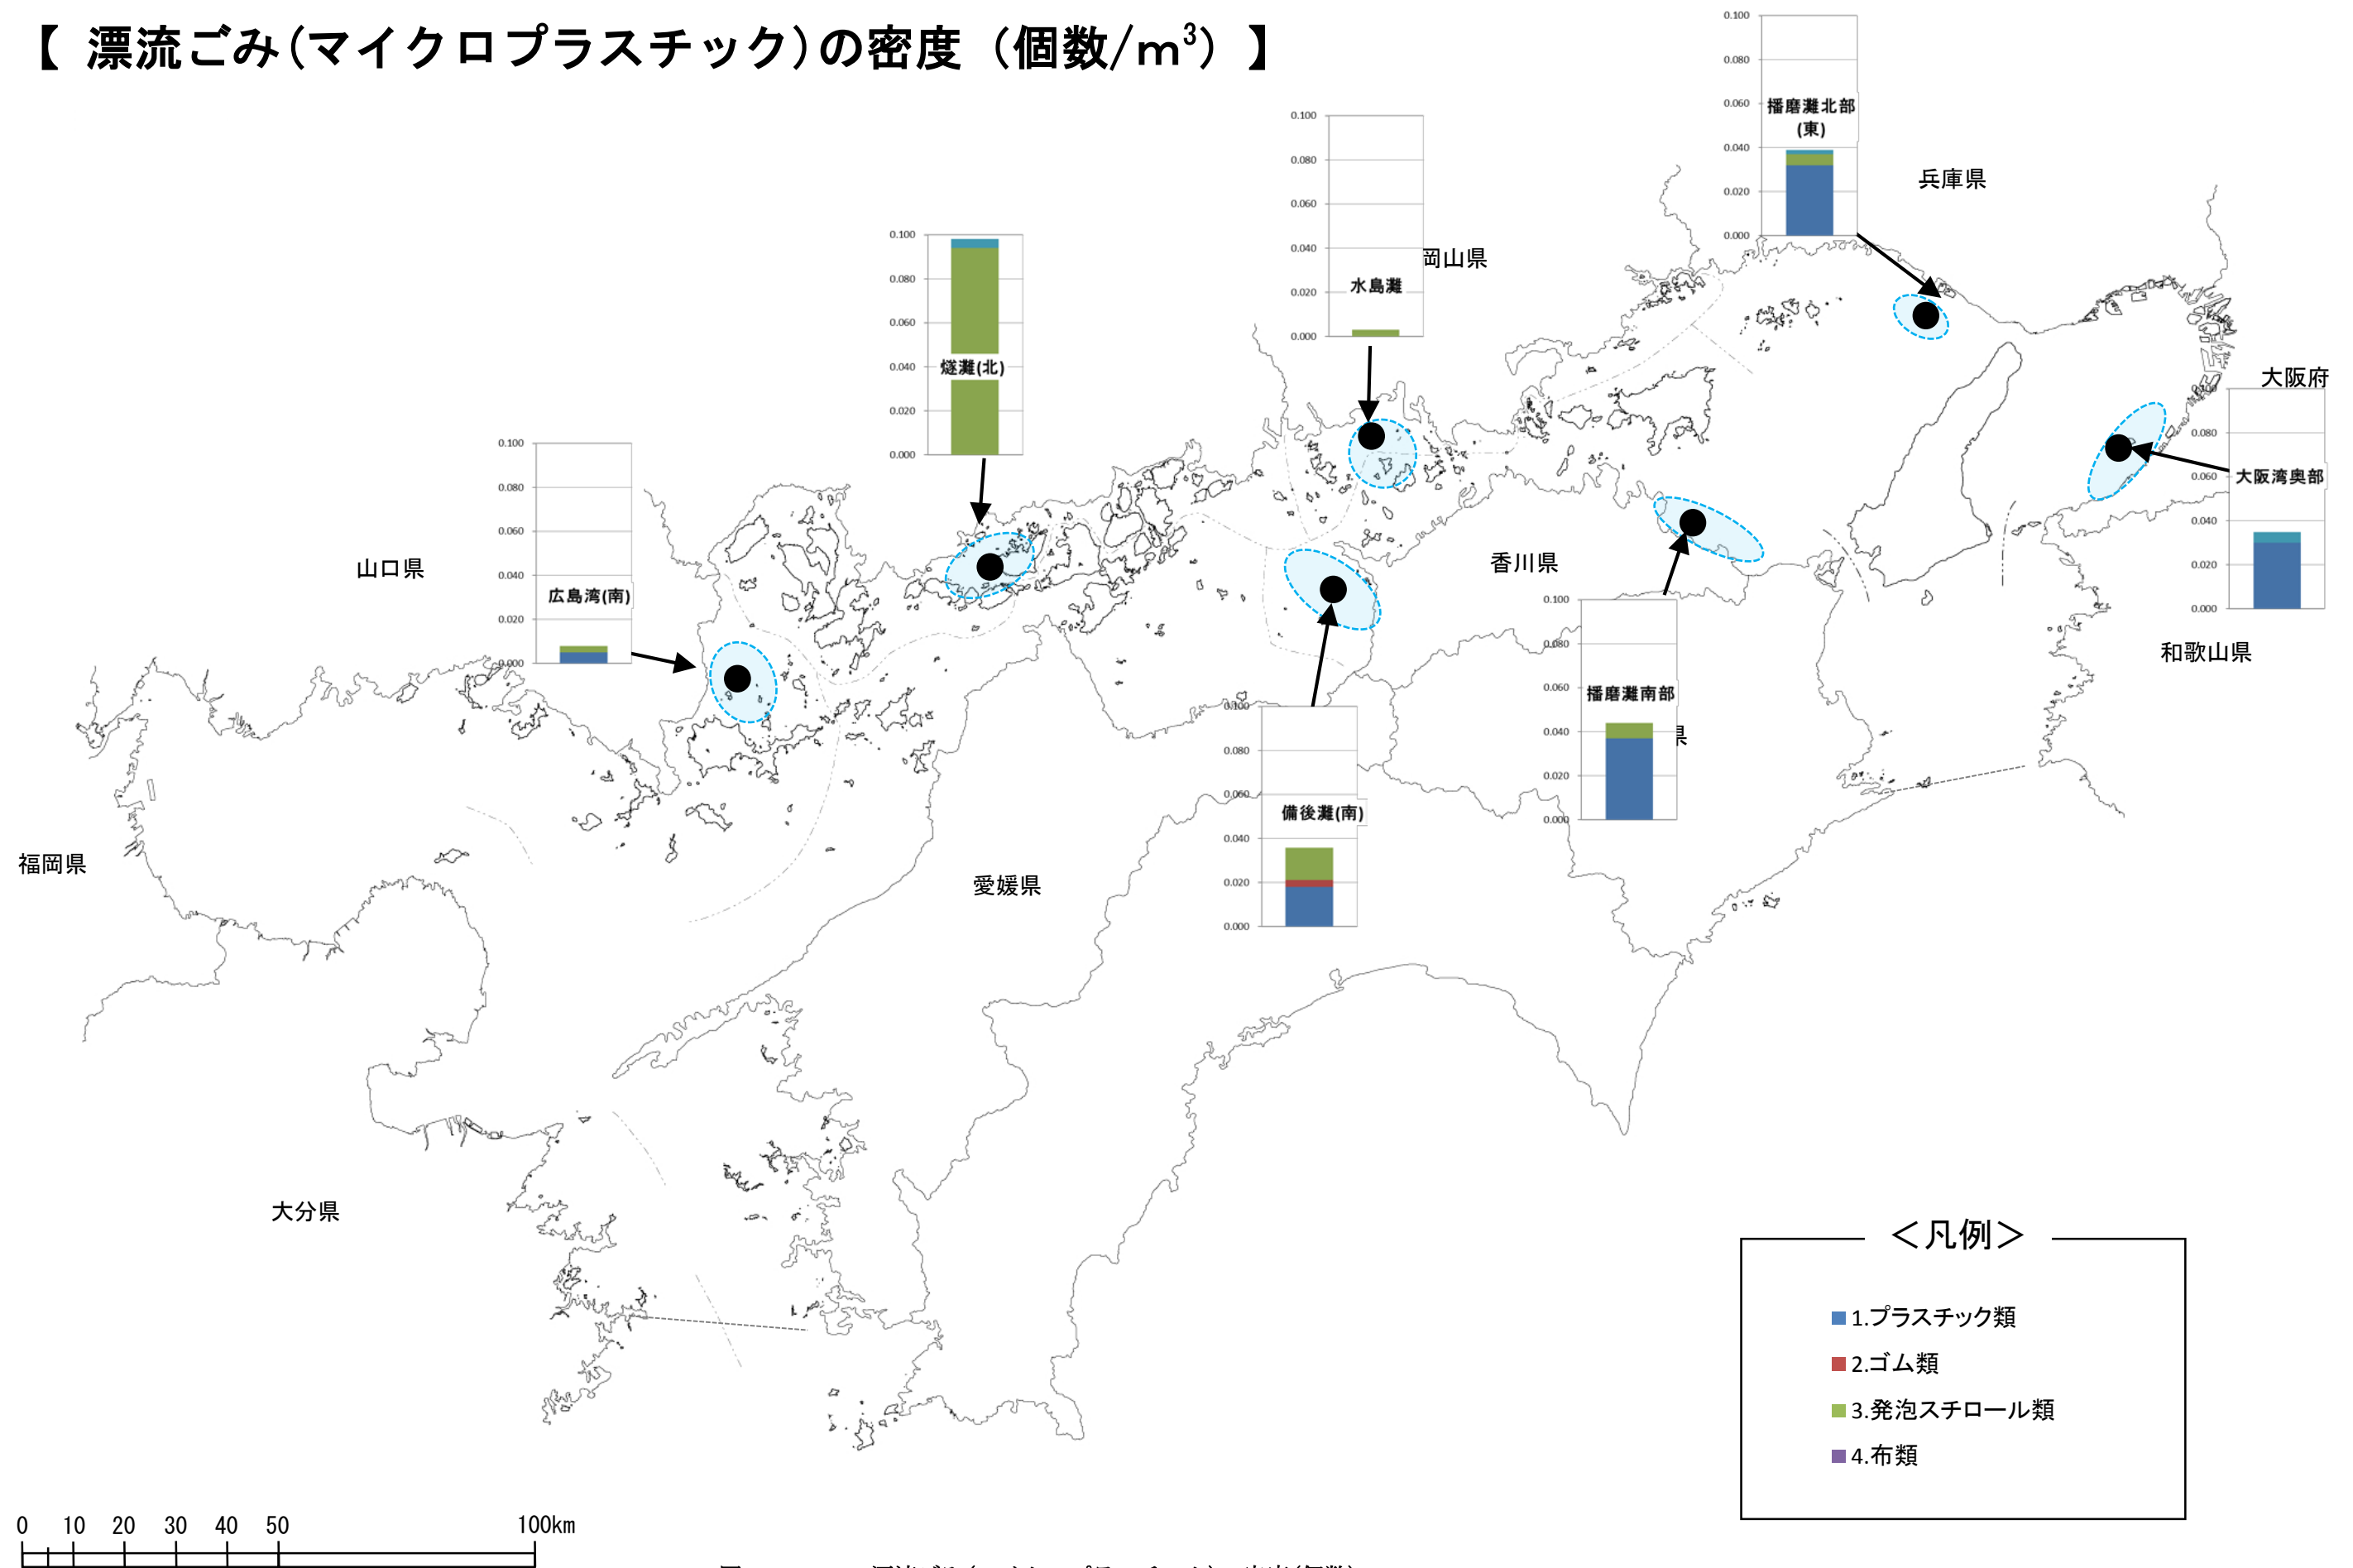 【 漂流ごみ(マイクロプラスチック)の密度（個数/m³）】
0.100
0.080
0.060
0.040
0.020
0.000
播磨灘北部
(東)
兵庫県
0.100
0.080
0.060
0.040
0.020
0.000
水島灘
岡山県
0.100
0.080
0.060
0.040
0.020
0.000
燧灘(北)
大阪府
0.100
0.080
0.060
0.040
0.020
0.000
大阪湾奥部
0.100
0.080
0.060
0.040
0.020
0.000
広島湾(南)
山口県
香川県
和歌山県
0.100
0.080
0.060
0.040
0.020
0.000
播磨灘南部
県
0.100
0.080
0.060
0.040
0.020
0.000
備後灘(南)
福岡県
愛媛県
大分県
＜凡例＞
1.プラスチック類
2.ゴム類
3.発泡スチロール類
4.布類
0 10 20 30 40 50 100km